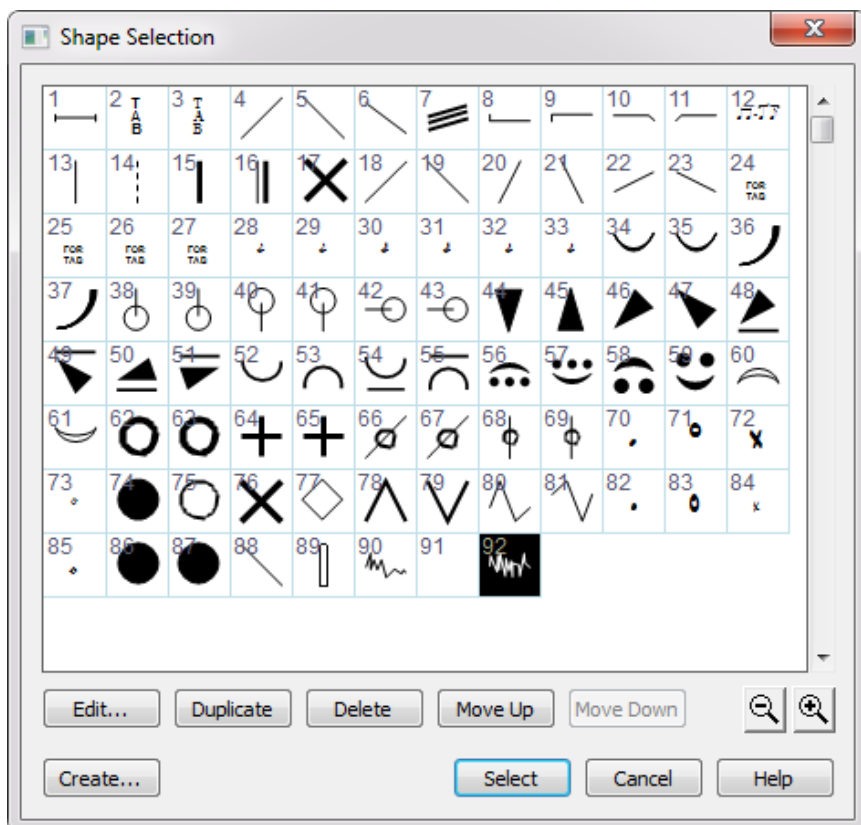 Shape Selection
1 2 TAB 3 TAB 4 5 6 7 8 9 10 11 12
13 14 15 16 17 18 19 20 21 22 23 24 FOR TAB
25 FOR TAB 26 FOR TAB 27 FOR TAB 28 29 30 31 32 33 34 35 36
37 38 39 40 41 42 43 44 45 46 47 48
49 50 51 52 53 54 55 56 57 58 59 60
61 62 63 64 65 66 67 68 69 70 71 72
73 74 75 76 77 78 79 80 81 82 83 84
85 86 87 88 89 90 91 92
Edit... Duplicate Delete Move Up Move Down
Create... Select Cancel Help